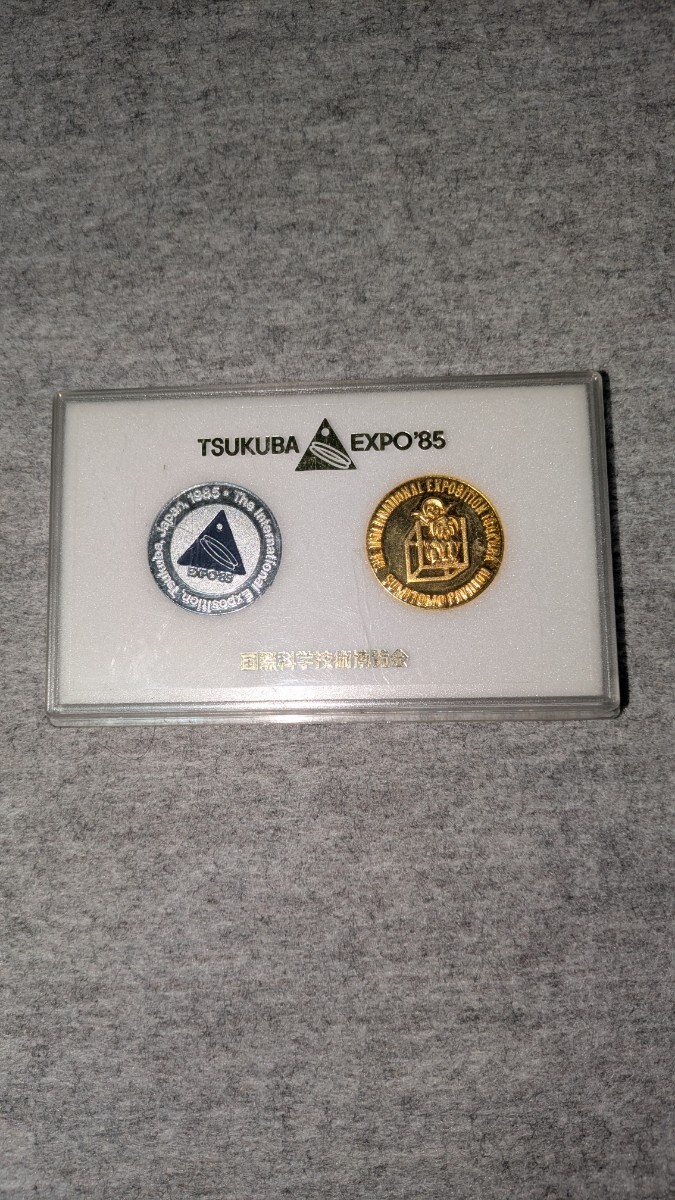 TSUKUBA EXPO'85
The International Exposition, Tsukuba, Japan, 1985 •
EXPO'85
THE INTERNATIONAL EXPOSITION
SUMITOMO PAVILION
国際科学技術博覧会